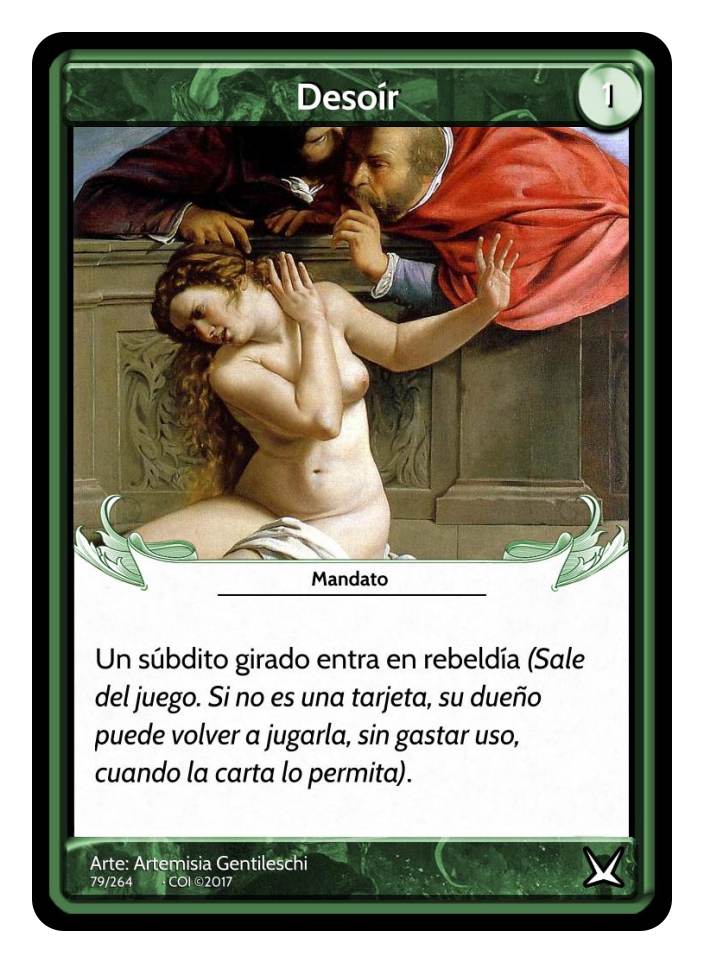 Desoír
1
Mandato
Un súbdito girado entra en rebeldía (Sale
del juego. Si no es una tarjeta, su dueño
puede volver a jugarla, sin gastar uso,
cuando la carta lo permita).
Arte: Artemisia Gentileschi
79/264 · COI ©2017